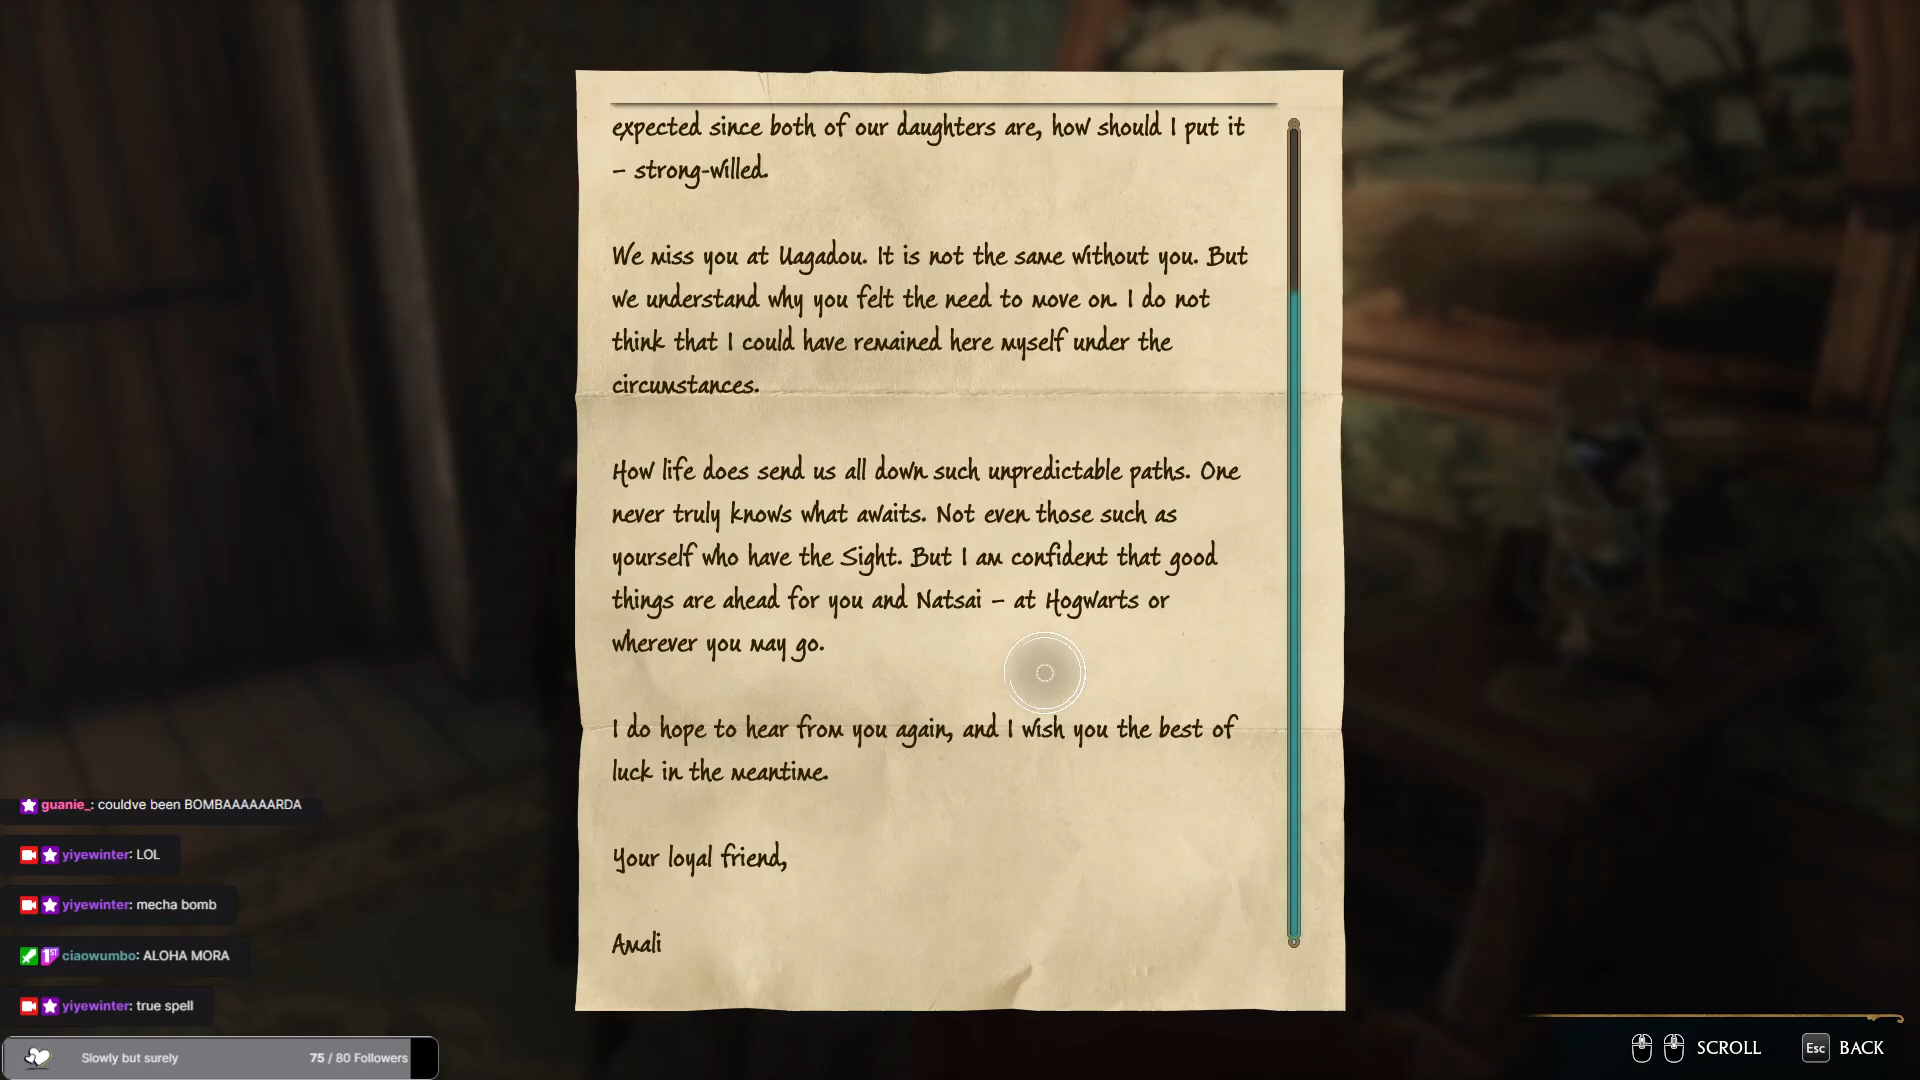 expected since both of our daughters are, how should I put it
– strong-willed.
We miss you at Uagadou. It is not the same without you. But
we understand why you felt the need to move on. I do not
think that I could have remained here myself under the
circumstances.
How life does send us all down such unpredictable paths. One
never truly knows what awaits. Not even those such as
yourself who have the Sight. But I am confident that good
things are ahead for you and Natsai – at Hogwarts or
wherever you may go.
I do hope to hear from you again, and I wish you the best of
luck in the meantime.
Your loyal friend,
Amali
guanie_: couldve been BOMBAAAAAARDA
yiyewinter: LOL
yiyewinter: mecha bomb
1ST ciaowumbo: ALOHA MORA
yiyewinter: true spell
Slowly but surely 75 / 80 Followers
SCROLL Esc BACK